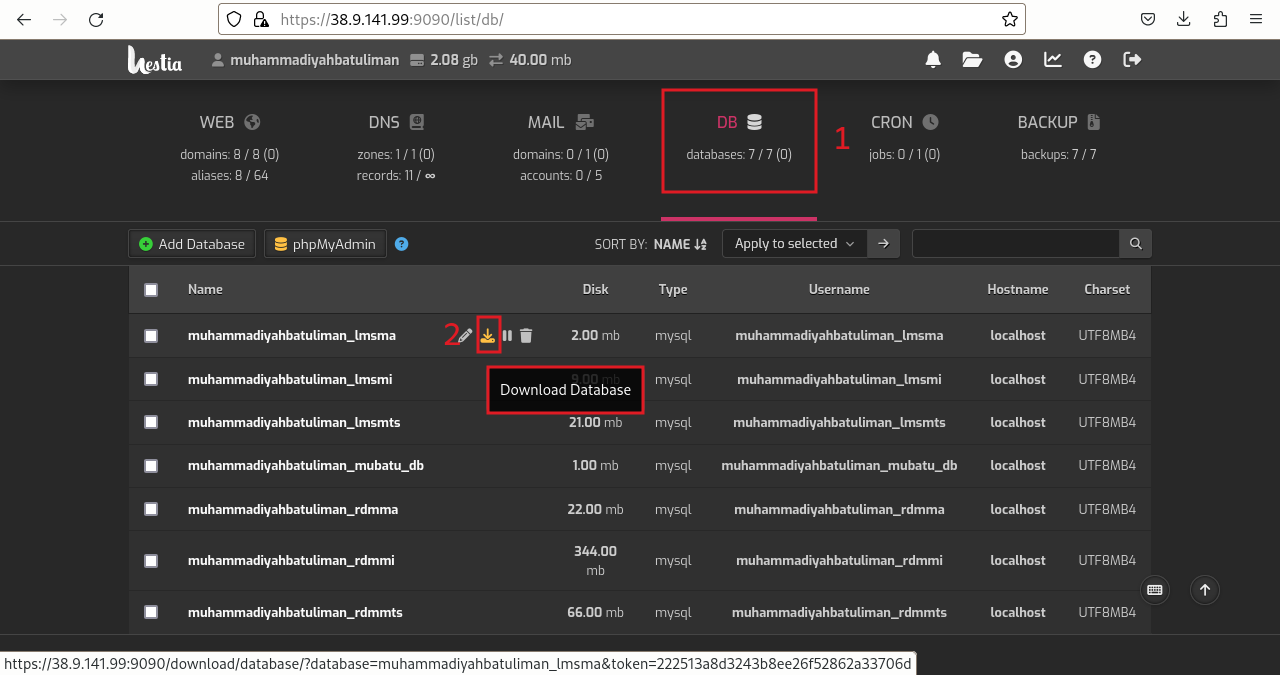 https://38.9.141.99:9090/list/db/
hestia muhammadiyahbatuliman 2.08 gb 40.00 mb
WEB DNS MAIL DB 1 CRON BACKUP
domains: 8 / 8 (0) zones: 1 / 1 (0) domains: 0 / 1 (0) databases: 7 / 7 (0) jobs: 0 / 1 (0) backups: 7 / 7
aliases: 8 / 64 records: 11 / ∞ accounts: 0 / 5
Add Database phpMyAdmin ? SORT BY: NAME Apply to selected
Name Disk Type Username Hostname Charset
muhammadiyahbatuliman_lmsma 2 2.00 mb mysql muhammadiyahbatuliman_lmsma localhost UTF8MB4
muhammadiyahbatuliman_lmsmi 9.00 mb mysql muhammadiyahbatuliman_lmsmi localhost UTF8MB4
Download Database
muhammadiyahbatuliman_lmsmts 21.00 mb mysql muhammadiyahbatuliman_lmsmts localhost UTF8MB4
muhammadiyahbatuliman_mubatu_db 1.00 mb mysql muhammadiyahbatuliman_mubatu_db localhost UTF8MB4
muhammadiyahbatuliman_rdmma 22.00 mb mysql muhammadiyahbatuliman_rdmma localhost UTF8MB4
muhammadiyahbatuliman_rdmmi 344.00 mb mysql muhammadiyahbatuliman_rdmmi localhost UTF8MB4
muhammadiyahbatuliman_rdmmts 66.00 mb mysql muhammadiyahbatuliman_rdmmts localhost UTF8MB4
https://38.9.141.99:9090/download/database/?database=muhammadiyahbatuliman_lmsma&token=222513a8d3243b8ee26f52862a33706d